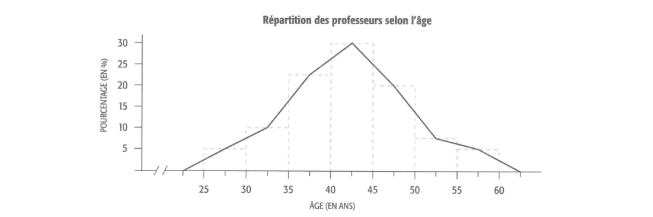 Répartition des professeurs selon l'âge
POURCENTAGE (EN %)
30
25
20
15
10
5
25 30 35 40 45 50 55 60
ÂGE (EN ANS)